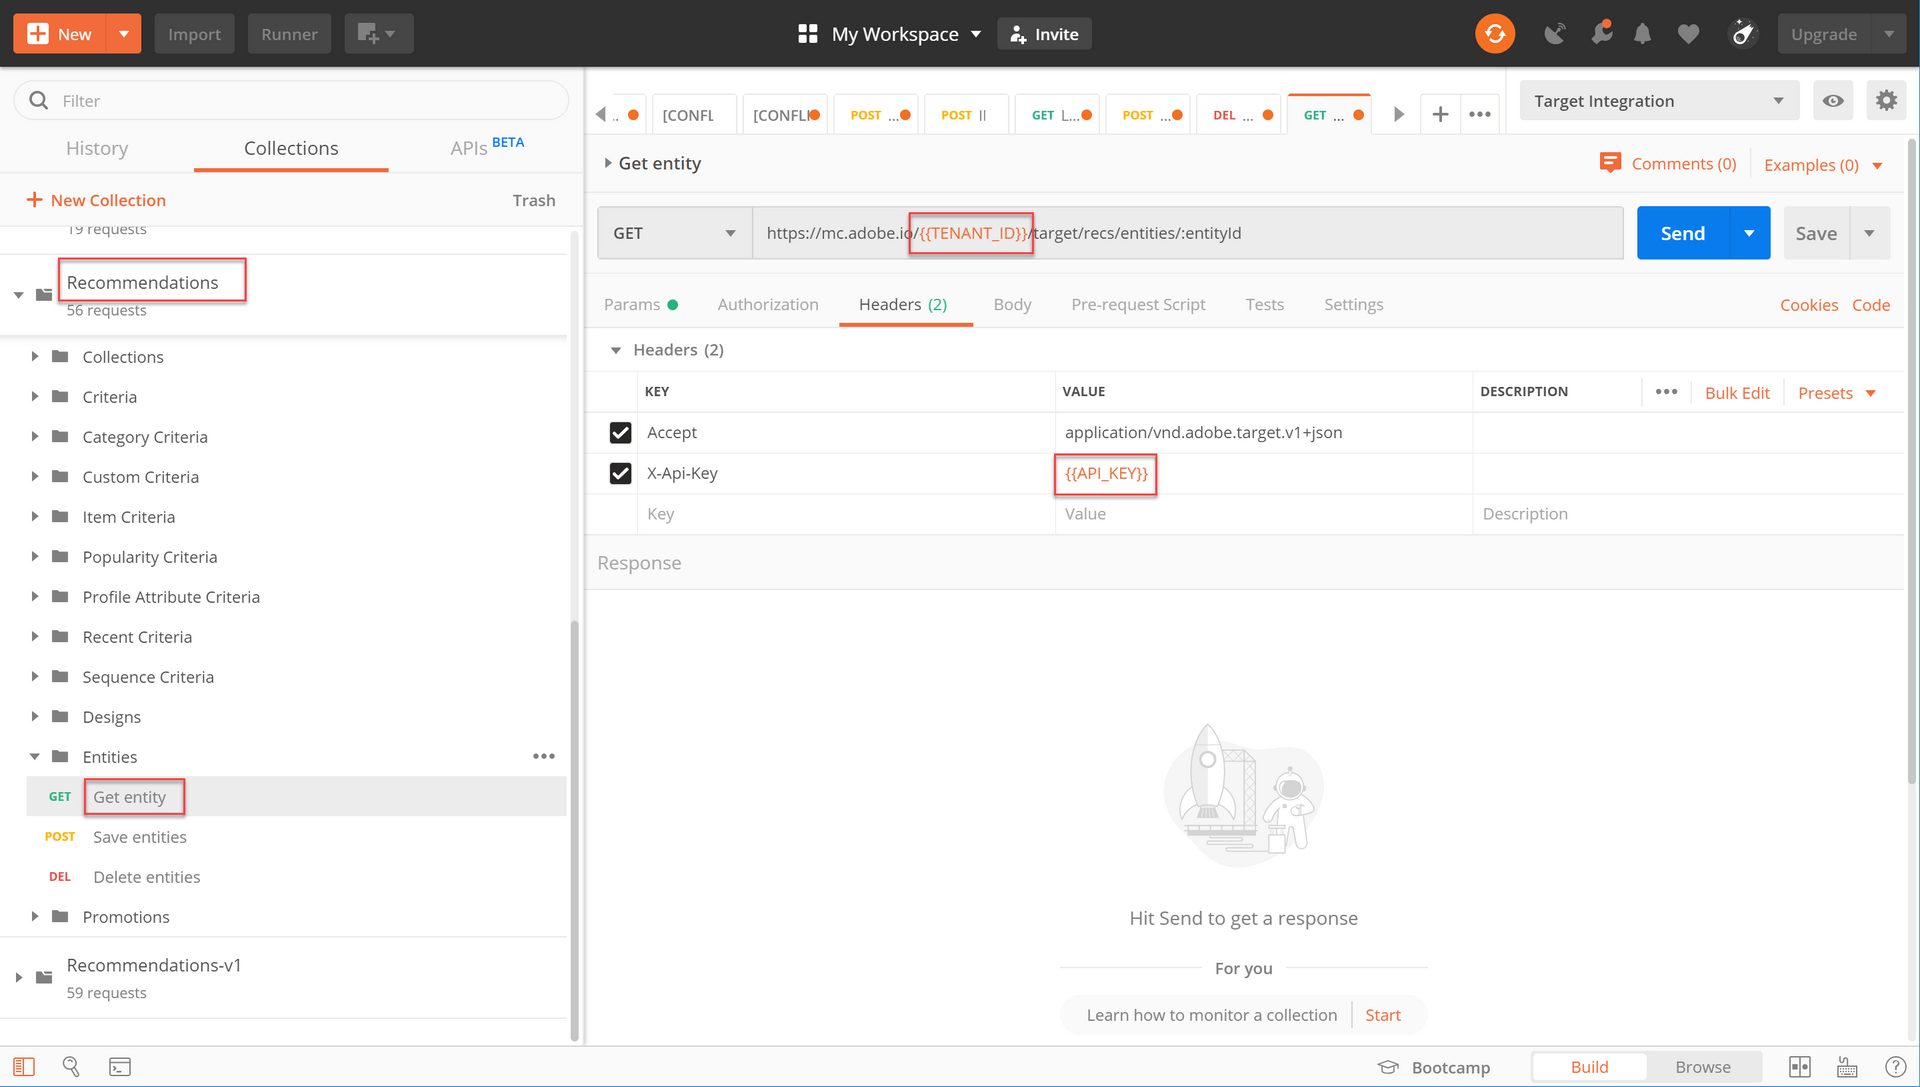 New
Import
Runner
My Workspace
Invite
Upgrade
Filter
History
Collections
APIs BETA
New Collection
Trash
19 requests
Recommendations
56 requests
Collections
Criteria
Category Criteria
Custom Criteria
Item Criteria
Popularity Criteria
Profile Attribute Criteria
Recent Criteria
Sequence Criteria
Designs
Entities
GET Get entity
POST Save entities
DEL Delete entities
Promotions
Recommendations-v1
59 requests
.. [CONFL [CONFLI POST ... POST || GET L... POST ... DEL ... GET ...
Target Integration
Get entity
Comments (0)
Examples (0)
GET
https://mc.adobe.io/{{TENANT_ID}}/target/recs/entities/:entityId
Send
Save
Params
Authorization
Headers (2)
Body
Pre-request Script
Tests
Settings
Cookies
Code
Headers (2)
KEY VALUE DESCRIPTION
Bulk Edit
Presets
Accept application/vnd.adobe.target.v1+json
X-Api-Key {{API_KEY}}
Key Value Description
Response
Hit Send to get a response
For you
Learn how to monitor a collection
Start
Bootcamp
Build
Browse